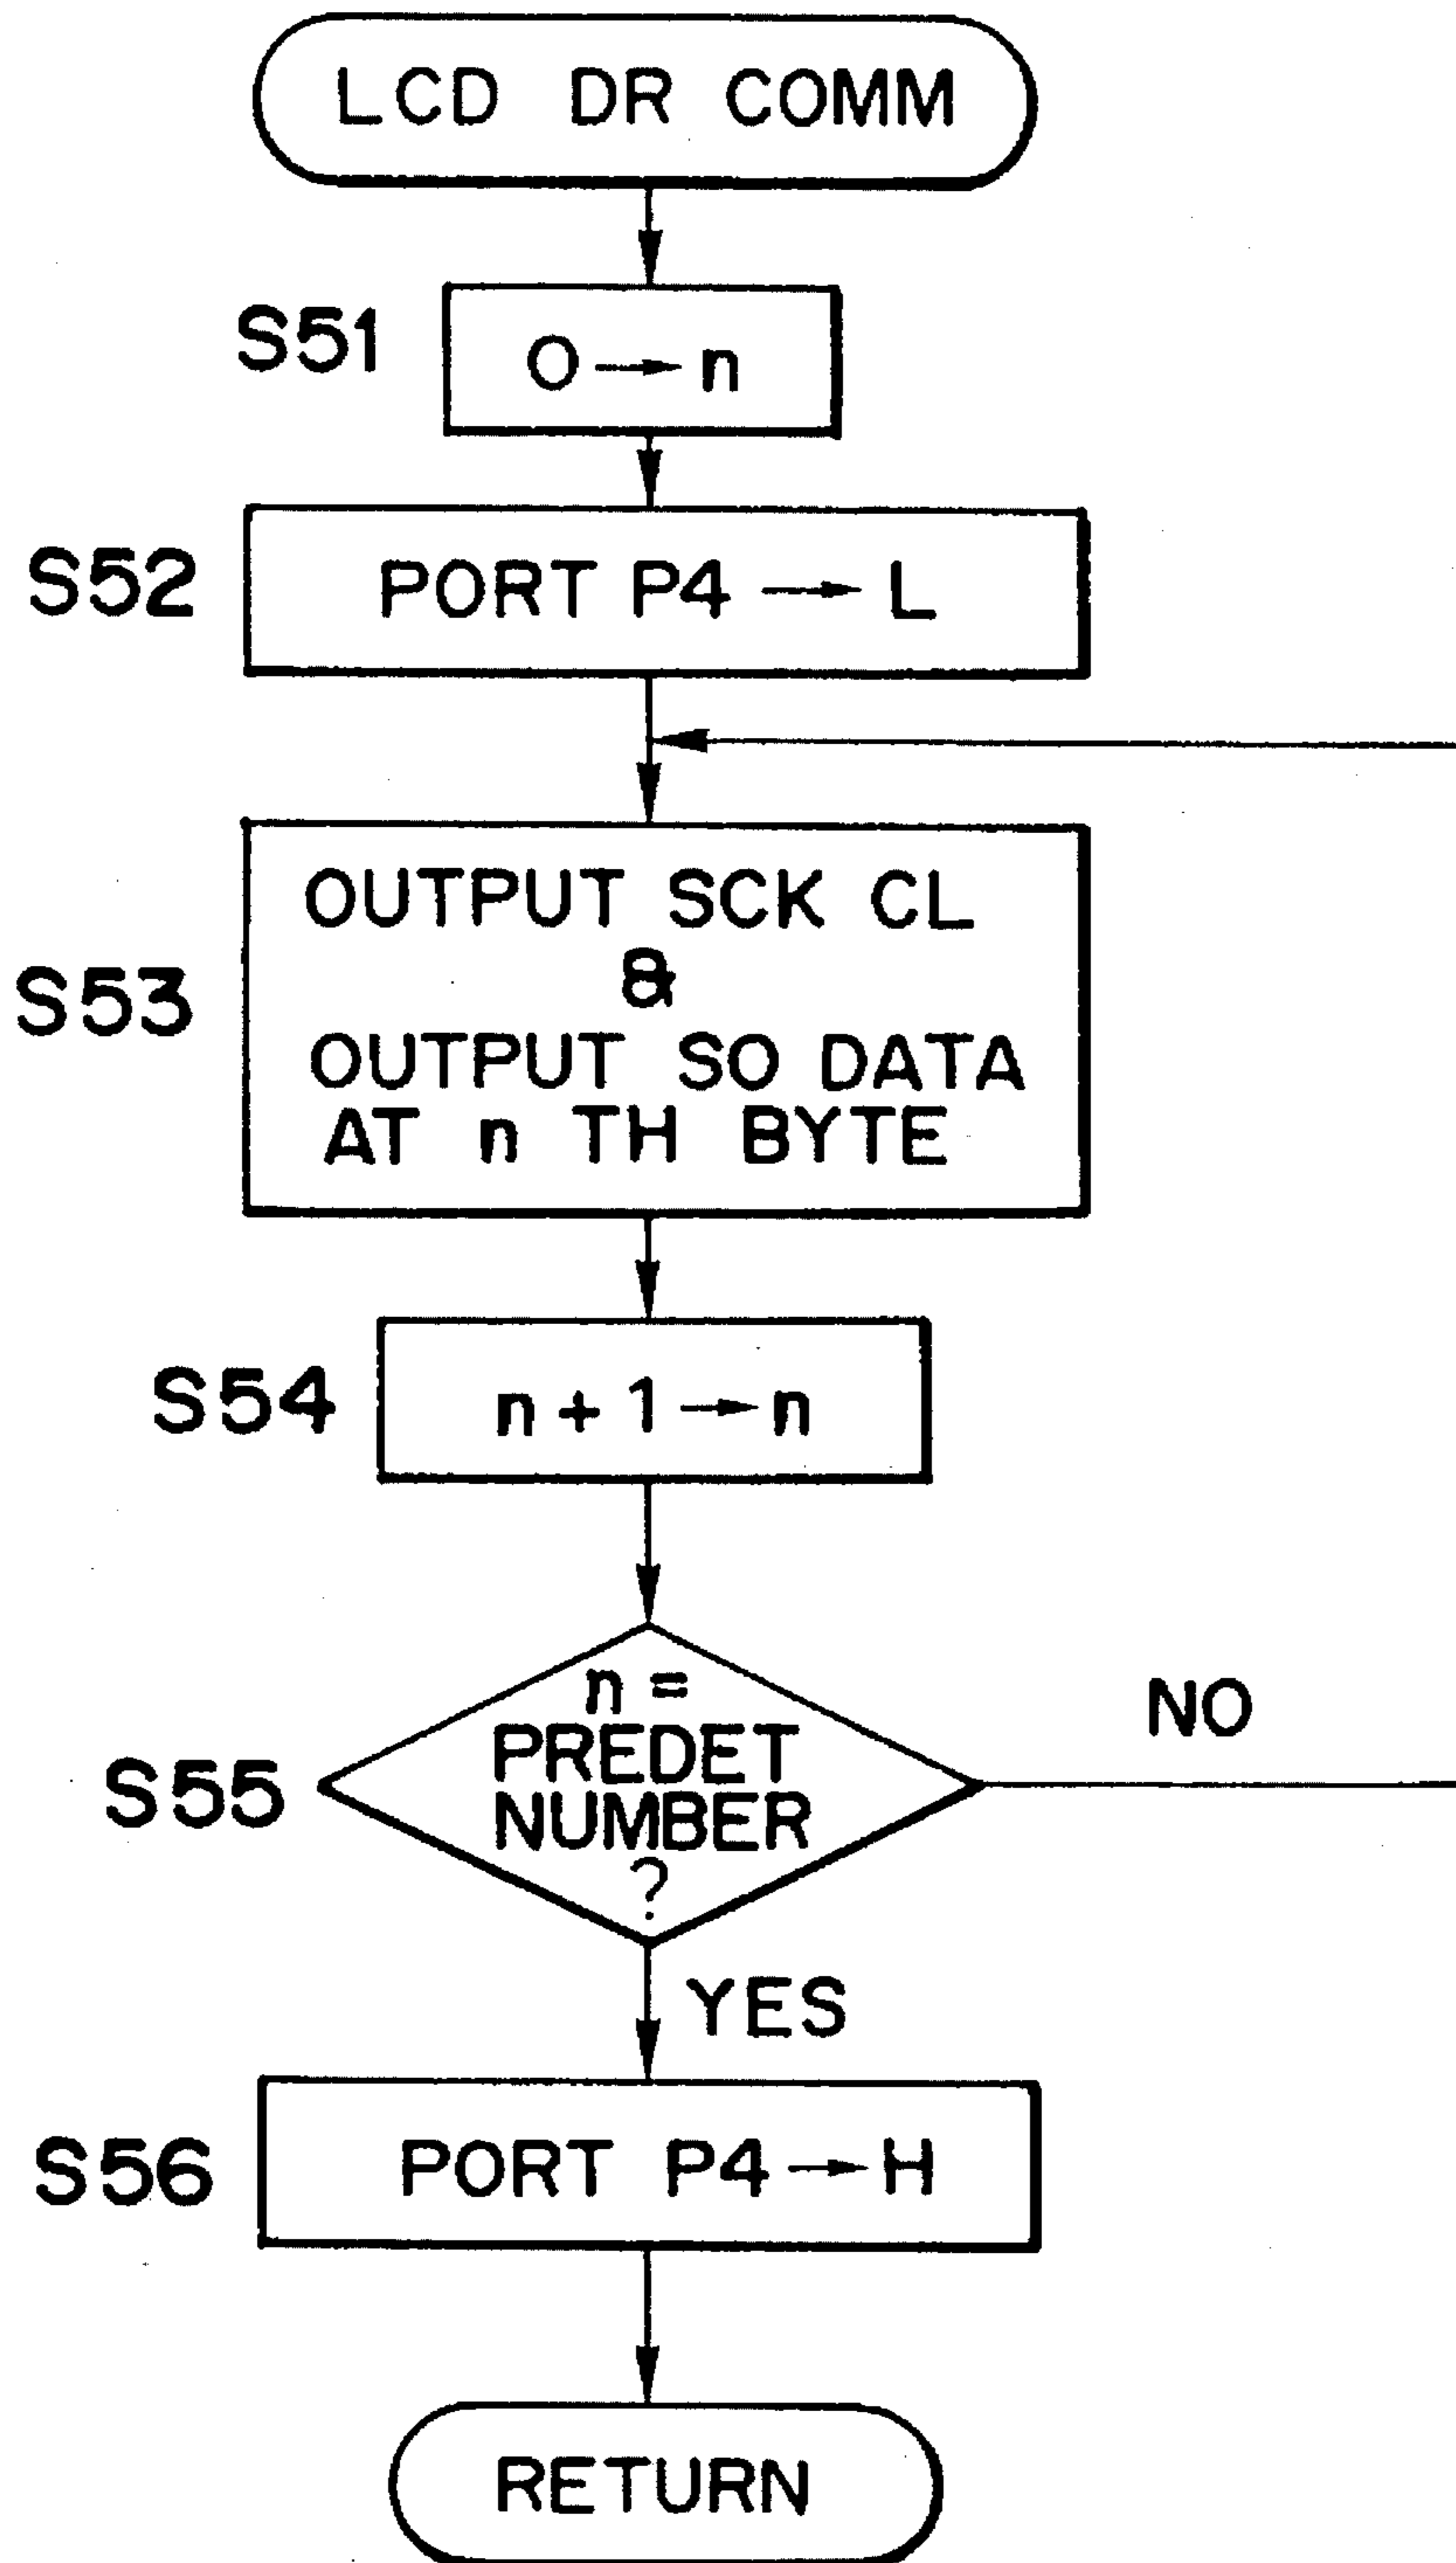 LCD DR COMM
S51
0 → n
S52
PORT P4 → L
S53
OUTPUT SCK CL
&
OUTPUT SO DATA
AT n TH BYTE
S54
n + 1 → n
S55
n =
PREDET
NUMBER
?
NO
YES
S56
PORT P4 → H
RETURN